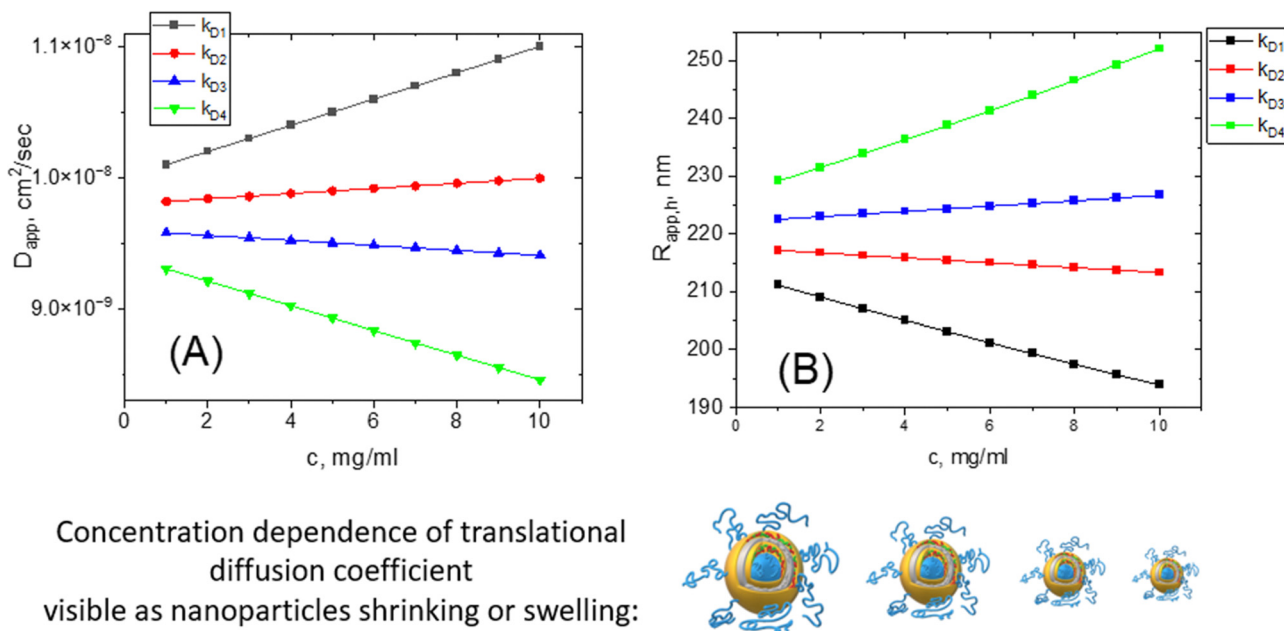 k_D1
k_D2
k_D3
k_D4
1.1×10⁻⁸
1.0×10⁻⁸
9.0×10⁻⁹
D_app, cm²/sec
(A)
0 2 4 6 8 10
c, mg/ml
k_D1
k_D2
k_D3
k_D4
250
240
230
220
210
200
190
R_app,h, nm
(B)
0 2 4 6 8 10
c, mg/ml
Concentration dependence of translational
diffusion coefficient
visible as nanoparticles shrinking or swelling: